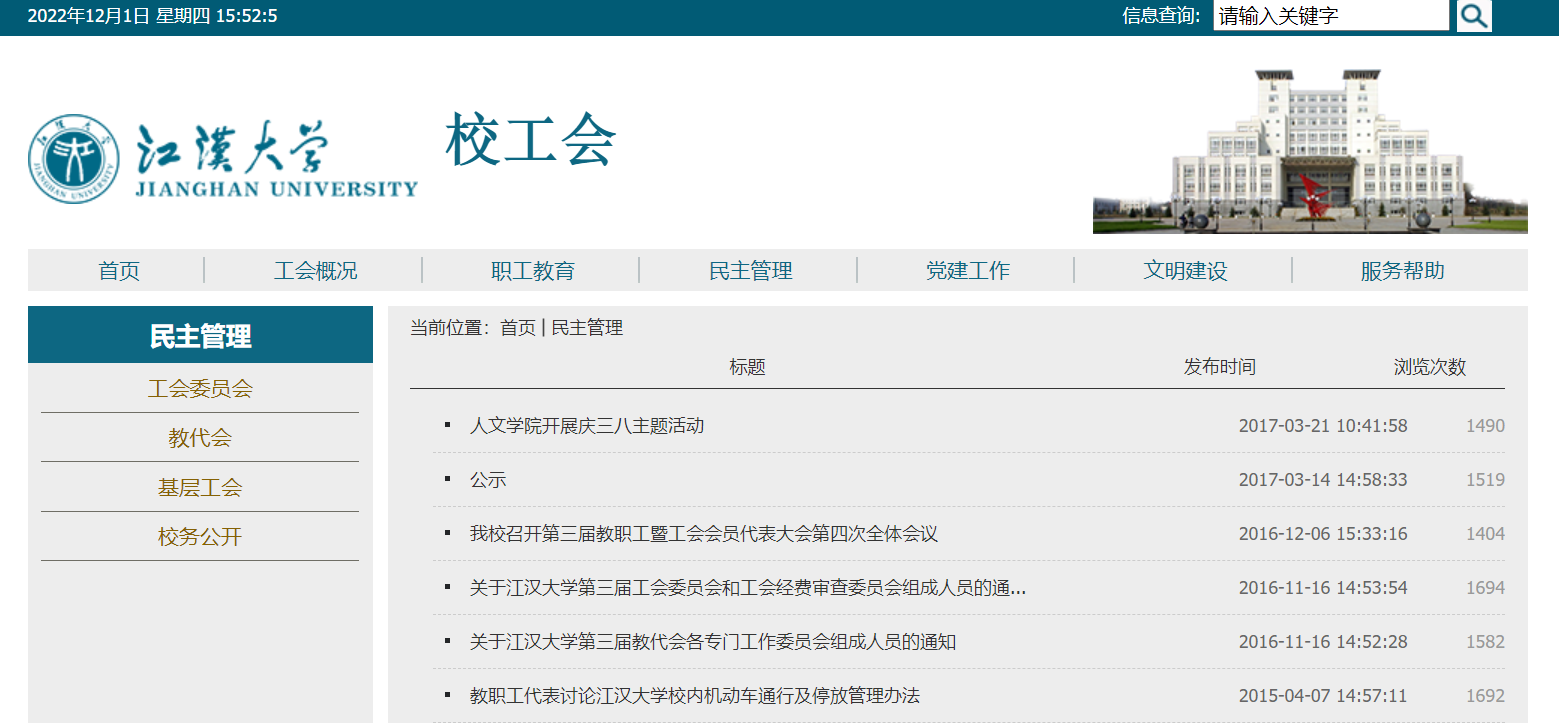 2022年12月1日 星期四 15:52:5
信息查询: 请输入关键字
江漢大学
JIANGHAN UNIVERSITY
校工会
首页 工会概况 职工教育 民主管理 党建工作 文明建设 服务帮助
民主管理
工会委员会
教代会
基层工会
校务公开
当前位置：首页 | 民主管理
标题 发布时间 浏览次数
人文学院开展庆三八主题活动 2017-03-21 10:41:58 1490
公示 2017-03-14 14:58:33 1519
我校召开第三届教职工暨工会会员代表大会第四次全体会议 2016-12-06 15:33:16 1404
关于江汉大学第三届工会委员会和工会经费审查委员会组成人员的通... 2016-11-16 14:53:54 1694
关于江汉大学第三届教代会各专门工作委员会组成人员的通知 2016-11-16 14:52:28 1582
教职工代表讨论江汉大学校内机动车通行及停放管理办法 2015-04-07 14:57:11 1692